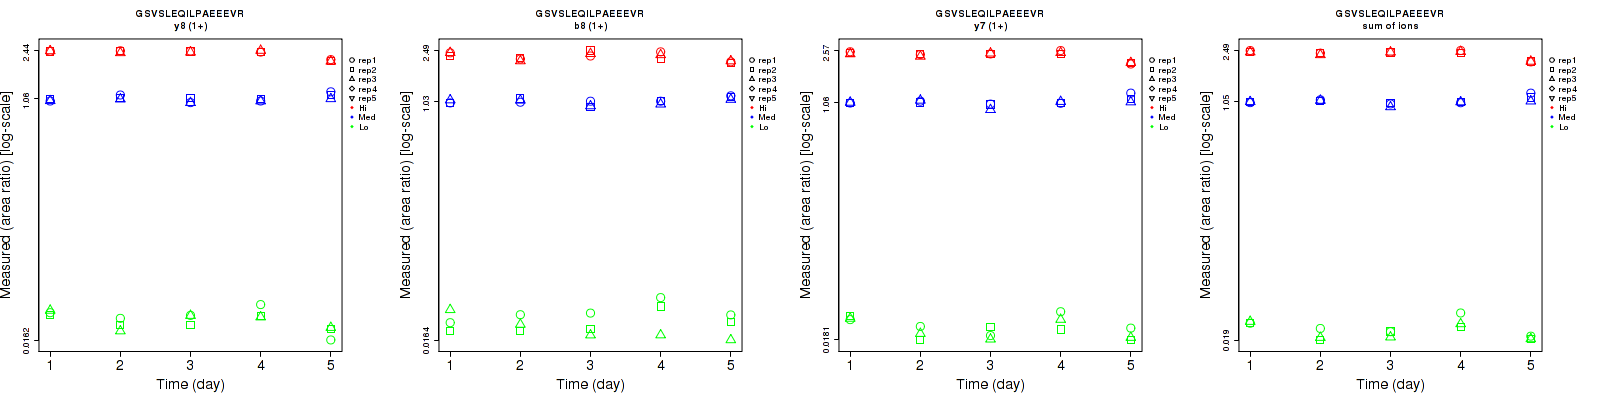 GSVSLEQILPAEEEVR
y8 (1+)
Measured (area ratio) [log-scale]
2.44
1.06
0.0162
1 2 3 4 5
Time (day)
rep1
rep2
rep3
rep4
rep5
Hi
Med
Lo
GSVSLEQILPAEEEVR
b8 (1+)
Measured (area ratio) [log-scale]
2.49
1.03
0.0164
1 2 3 4 5
Time (day)
rep1
rep2
rep3
rep4
rep5
Hi
Med
Lo
GSVSLEQILPAEEEVR
y7 (1+)
Measured (area ratio) [log-scale]
2.57
1.06
0.0181
1 2 3 4 5
Time (day)
rep1
rep2
rep3
rep4
rep5
Hi
Med
Lo
GSVSLEQILPAEEEVR
sum of ions
Measured (area ratio) [log-scale]
2.49
1.05
0.019
1 2 3 4 5
Time (day)
rep1
rep2
rep3
rep4
rep5
Hi
Med
Lo